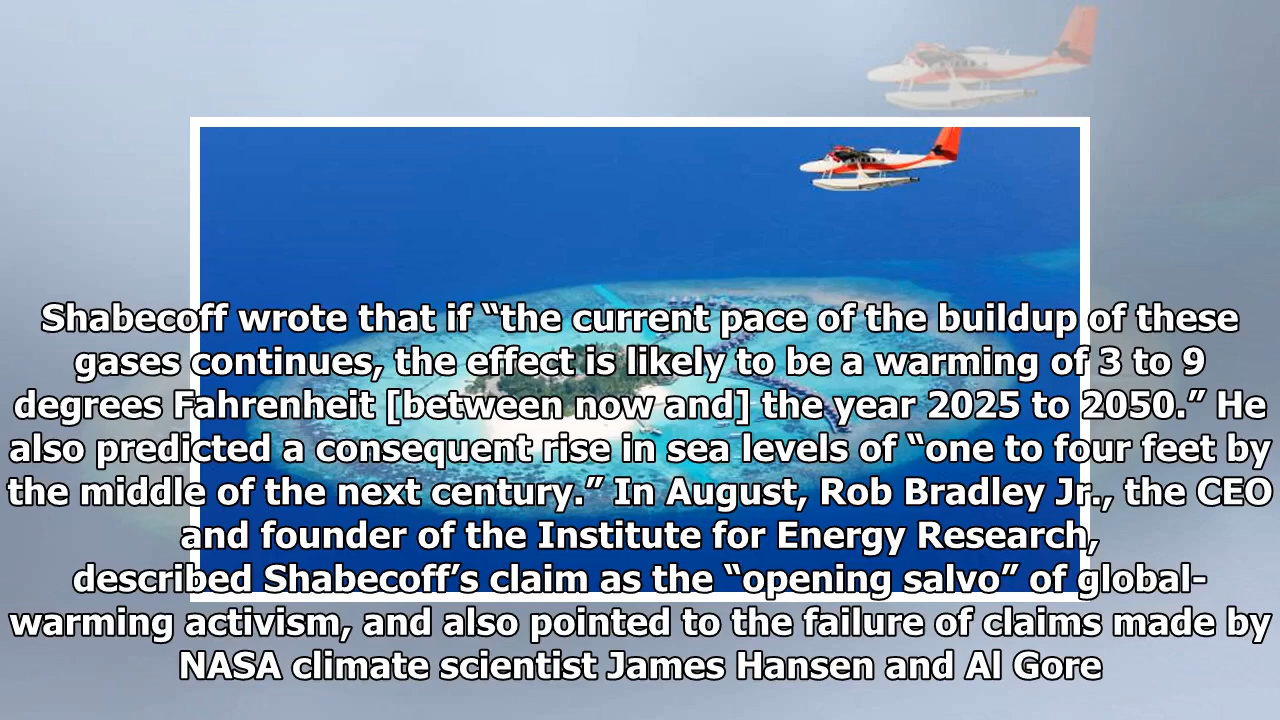 Shabecoff wrote that if “the current pace of the buildup of these
gases continues, the effect is likely to be a warming of 3 to 9
degrees Fahrenheit [between now and] the year 2025 to 2050.” He
also predicted a consequent rise in sea levels of “one to four feet by
the middle of the next century.” In August, Rob Bradley Jr., the CEO
and founder of the Institute for Energy Research,
described Shabecoff’s claim as the “opening salvo” of global-
warming activism, and also pointed to the failure of claims made by
NASA climate scientist James Hansen and Al Gore